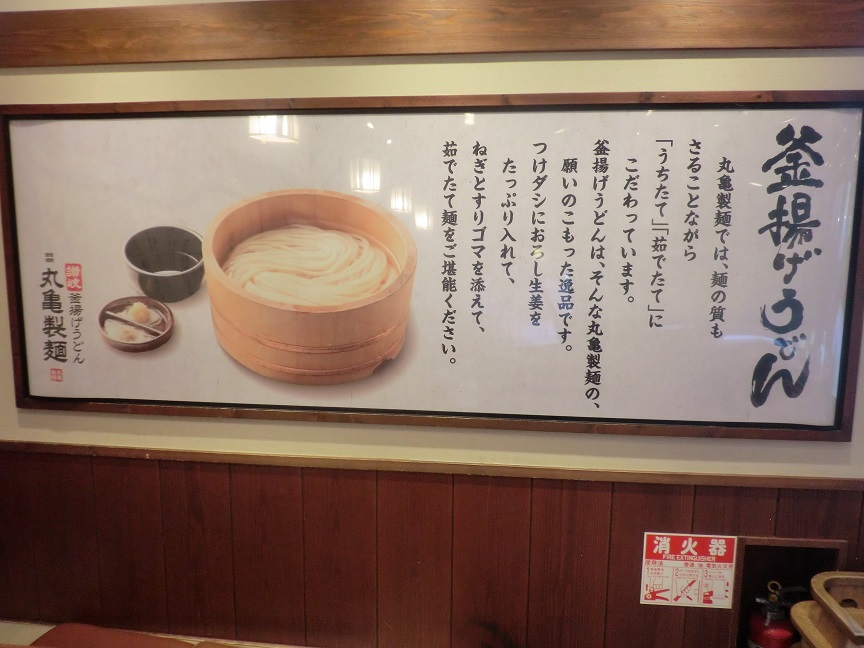 釜揚げうどん
丸亀製麺では、麺の質も
さることながら
「うちたて」「茹でたて」に
こだわっています。
釜揚げうどんは、そんな丸亀製麺の、
願いのこもった逸品です。
つけダシにおろし生姜を
たっぷり入れて、
ねぎとすりゴマを添えて、
茹でたて麺をご堪能ください。
讃岐
釜揚げうどん
丸亀製麺
消火器
FIRE EXTINGUISHER
使用法